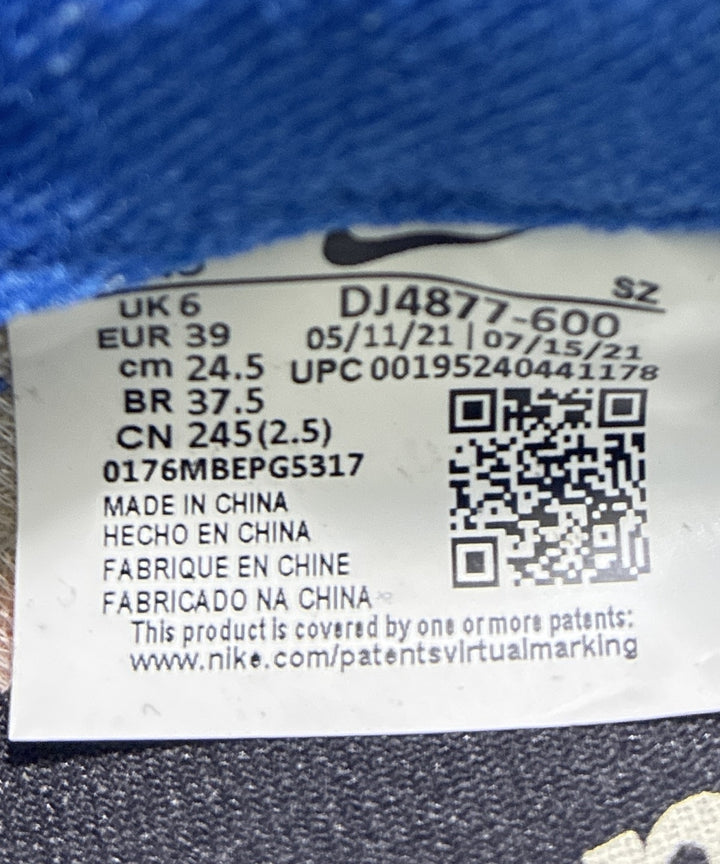 SZ
UK 6
DJ4877-600
EUR 39
05/11/21 | 07/15/21
cm 24.5
UPC 00195240441178
BR 37.5
CN 245(2.5)
0176MBEPG5317
MADE IN CHINA
HECHO EN CHINA
FABRIQUE EN CHINE
FABRICADO NA CHINA
This product is covered by one or more patents:
www.nike.com/patentsvirtualmarking